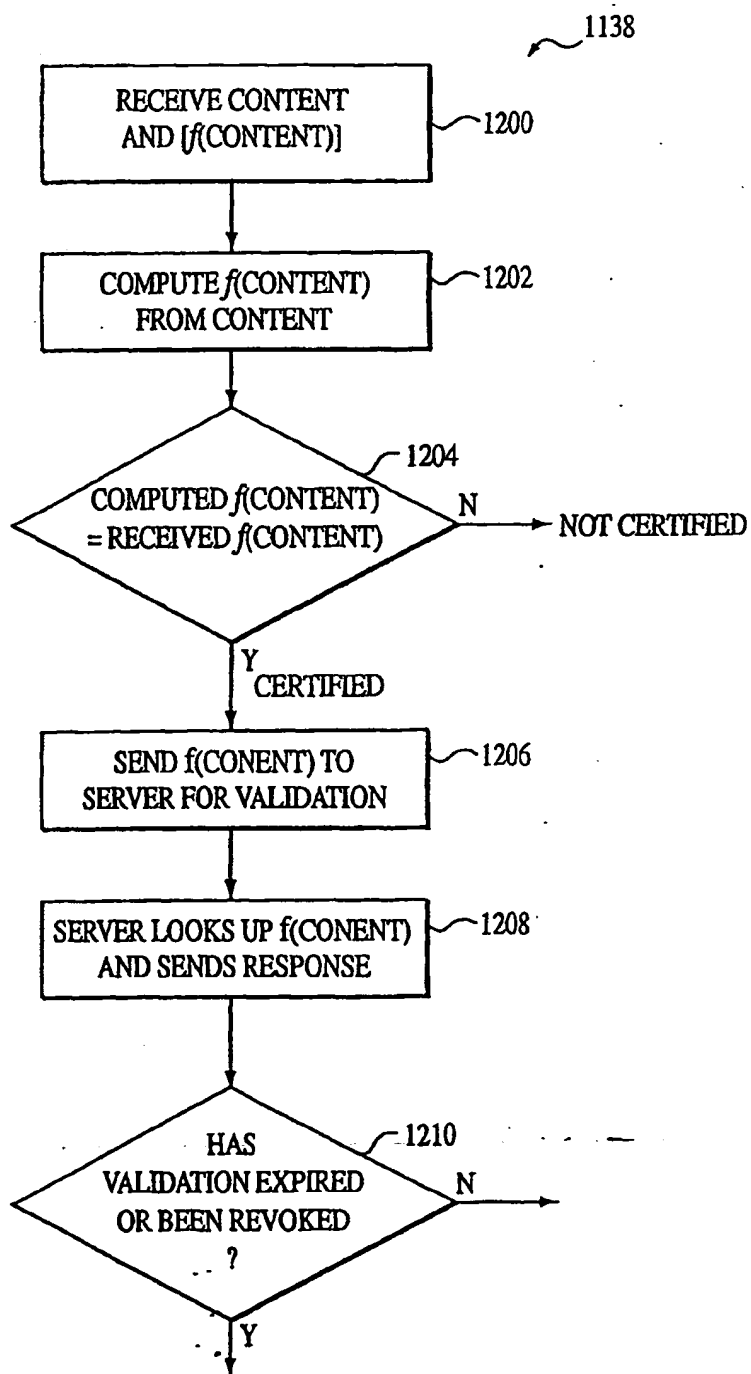 1138
RECEIVE CONTENT
AND [f(CONTENT)]
1200
COMPUTE f(CONTENT)
FROM CONTENT
1202
1204
COMPUTED f(CONTENT)
= RECEIVED f(CONTENT)
N
NOT CERTIFIED
Y
CERTIFIED
SEND f(CONENT) TO
SERVER FOR VALIDATION
1206
SERVER LOOKS UP f(CONENT)
AND SENDS RESPONSE
1208
1210
HAS
VALIDATION EXPIRED
OR BEEN REVOKED
?
N
Y